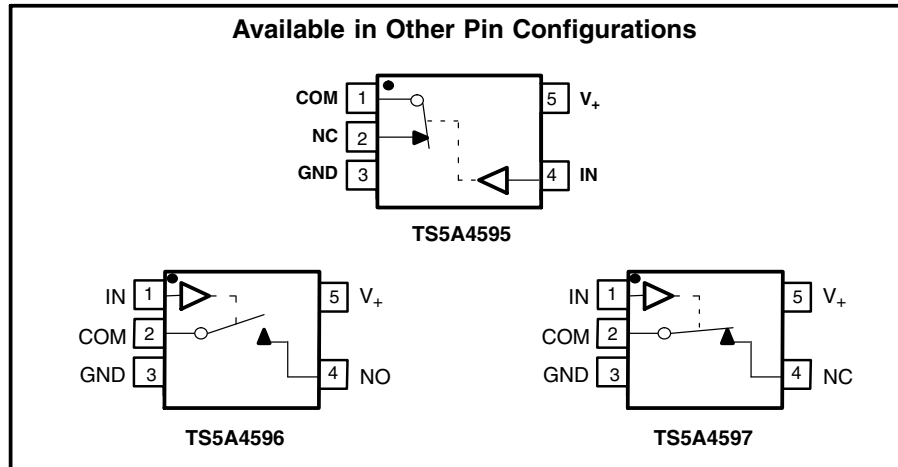 Available in Other Pin Configurations
COM 1 5 V+
NC 2
GND 3 4 IN
TS5A4595
IN 1 5 V+
COM 2
GND 3 4 NO
TS5A4596
IN 1 5 V+
COM 2
GND 3 4 NC
TS5A4597